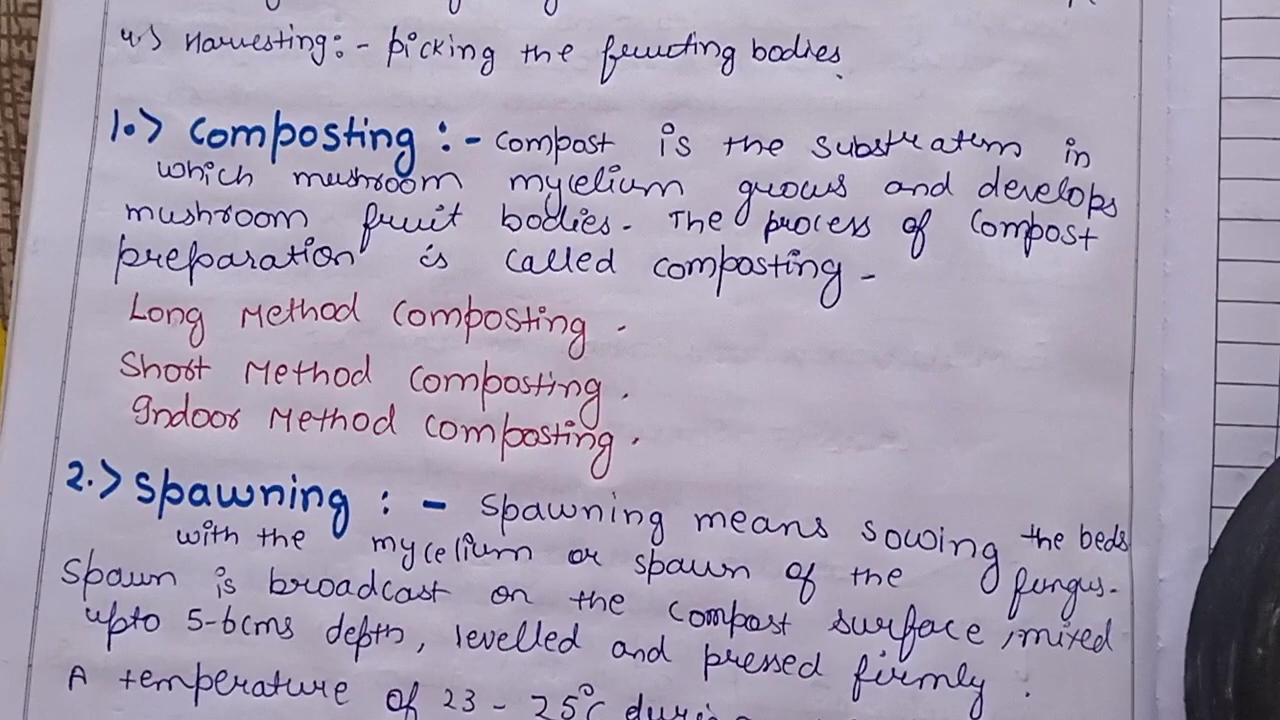 4.> Harvesting:- picking the fruiting bodies.
1.> Composting :- compost is the substratum in
which mushroom mycelium grows and develops
mushroom fruit bodies. The process of compost
preparation is called composting -
Long Method Composting.
Short Method Composting.
Indoor Method Composting.
2.> Spawning :- Spawning means sowing the beds
with the mycelium or spawn of the fungus.
Spawn is broadcast on the compost surface, mixed
upto 5-6cms depth, levelled and pressed firmly.
A temperature of 23 - 25°C during